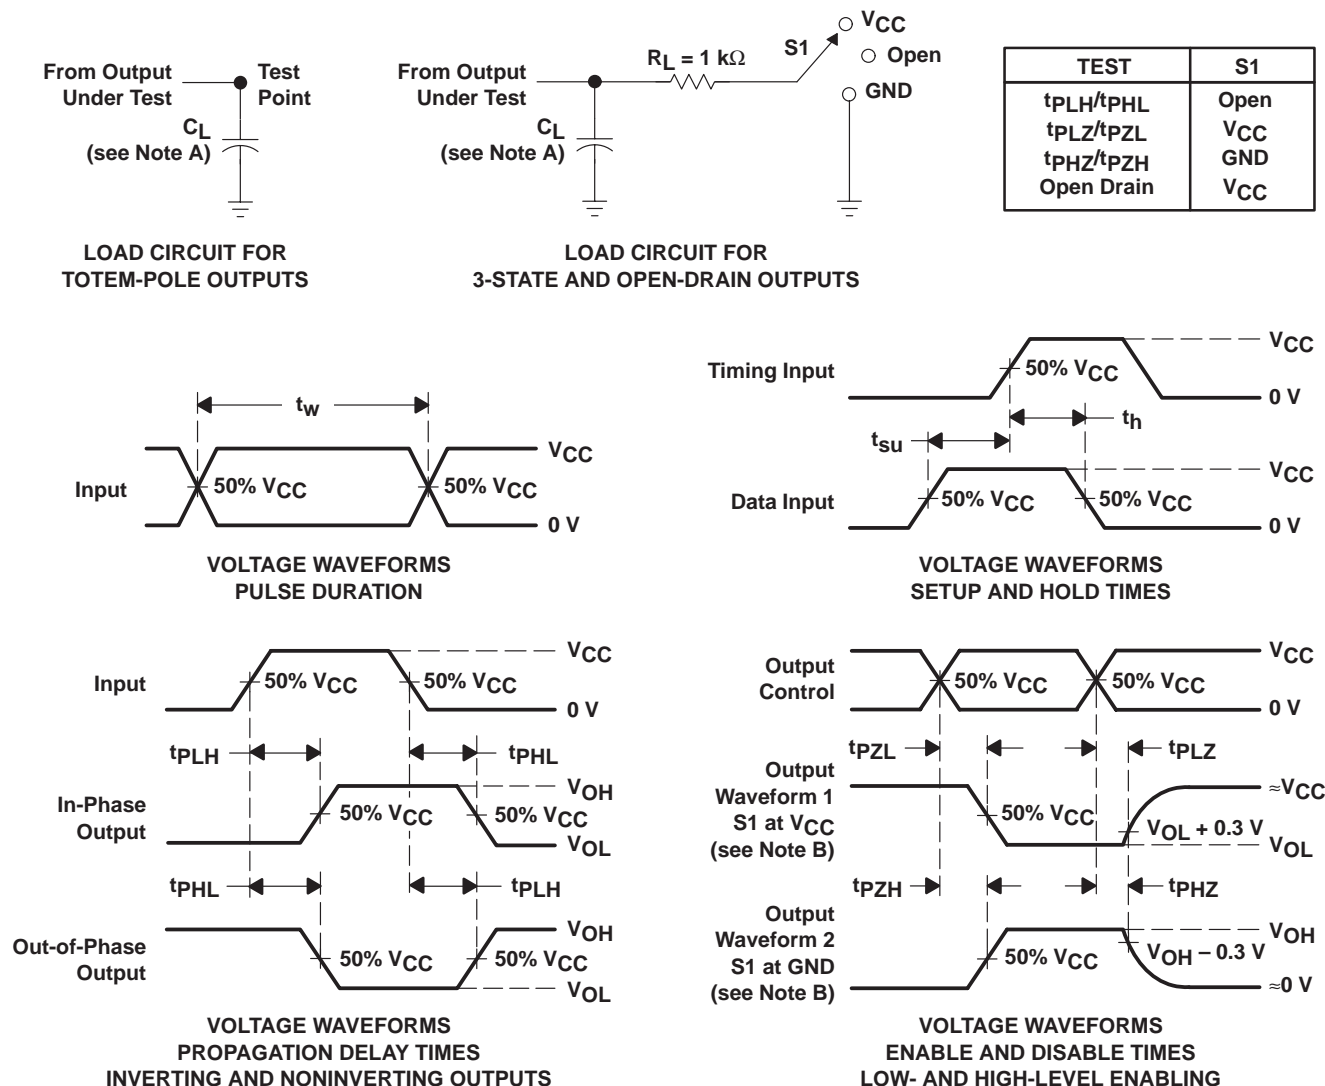 From Output
Under Test
Test
Point
CL
(see Note A)
LOAD CIRCUIT FOR
TOTEM-POLE OUTPUTS
From Output
Under Test
RL = 1 kΩ
S1
VCC
Open
GND
CL
(see Note A)
LOAD CIRCUIT FOR
3-STATE AND OPEN-DRAIN OUTPUTS
TEST S1
tPLH/tPHL Open
tPLZ/tPZL VCC
tPHZ/tPZH GND
Open Drain VCC
tw
Input
VCC
50% VCC
50% VCC
0 V
VOLTAGE WAVEFORMS
PULSE DURATION
Timing Input
VCC
50% VCC
0 V
tsu
th
Data Input
VCC
50% VCC
50% VCC
0 V
VOLTAGE WAVEFORMS
SETUP AND HOLD TIMES
Input
VCC
50% VCC
50% VCC
0 V
tPLH
tPHL
In-Phase
Output
VOH
50% VCC
50% VCC
VOL
tPHL
tPLH
Out-of-Phase
Output
VOH
50% VCC
50% VCC
VOL
VOLTAGE WAVEFORMS
PROPAGATION DELAY TIMES
INVERTING AND NONINVERTING OUTPUTS
Output
Control
VCC
50% VCC
50% VCC
0 V
tPZL
tPLZ
Output
Waveform 1
S1 at VCC
(see Note B)
≈VCC
50% VCC
VOL + 0.3 V
VOL
tPZH
tPHZ
Output
Waveform 2
S1 at GND
(see Note B)
VOH
50% VCC
VOH − 0.3 V
≈0 V
VOLTAGE WAVEFORMS
ENABLE AND DISABLE TIMES
LOW- AND HIGH-LEVEL ENABLING